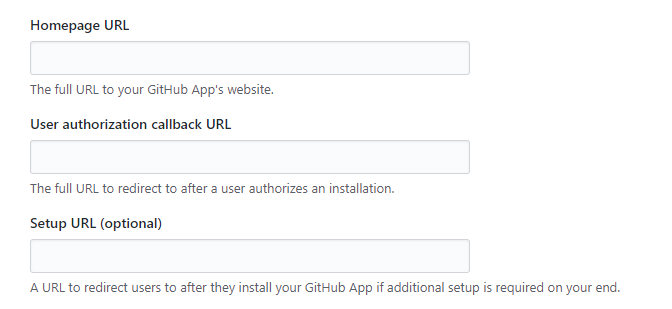 Homepage URL
The full URL to your GitHub App's website.
User authorization callback URL
The full URL to redirect to after a user authorizes an installation.
Setup URL (optional)
A URL to redirect users to after they install your GitHub App if additional setup is required on your end.